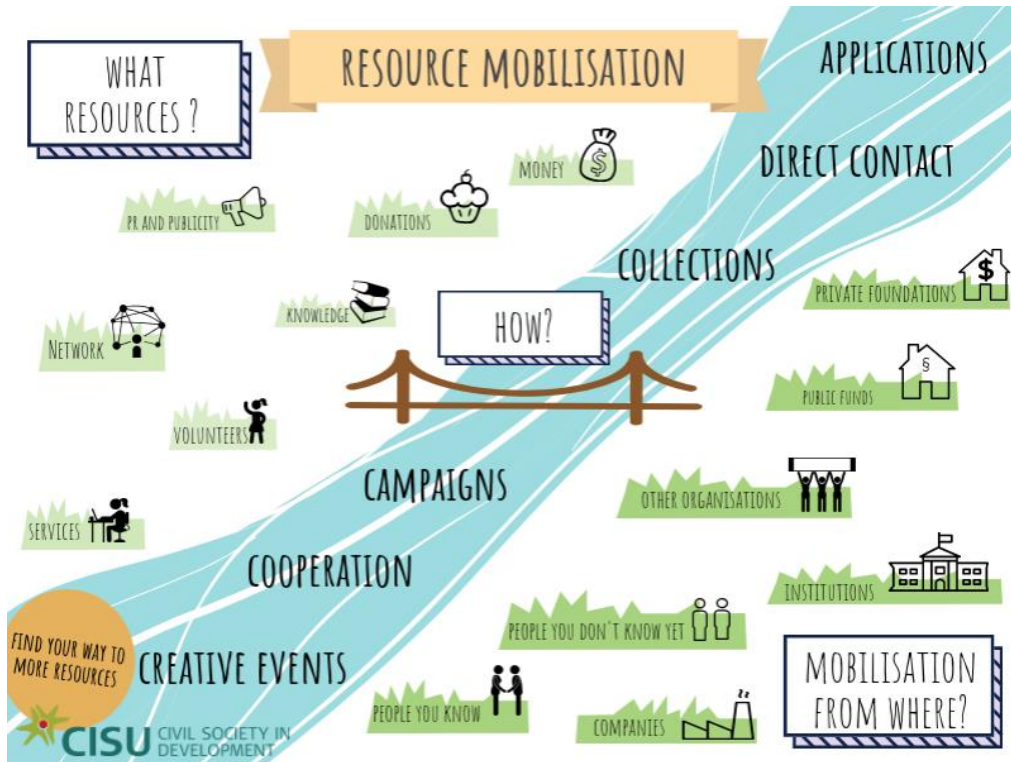 RESOURCE MOBILISATION
WHAT
RESOURCES ?
PR AND PUBLICITY
DONATIONS
MONEY
$
NETWORK
KNOWLEDGE
VOLUNTEERS
SERVICES
HOW?
APPLICATIONS
DIRECT CONTACT
COLLECTIONS
CAMPAIGNS
COOPERATION
CREATIVE EVENTS
PRIVATE FOUNDATIONS
$
PUBLIC FUNDS
§
OTHER ORGANISATIONS
INSTITUTIONS
PEOPLE YOU DON'T KNOW YET
PEOPLE YOU KNOW
COMPANIES
MOBILISATION
FROM WHERE?
FIND YOUR WAY TO
MORE RESOURCES
CISU CIVIL SOCIETY IN
DEVELOPMENT